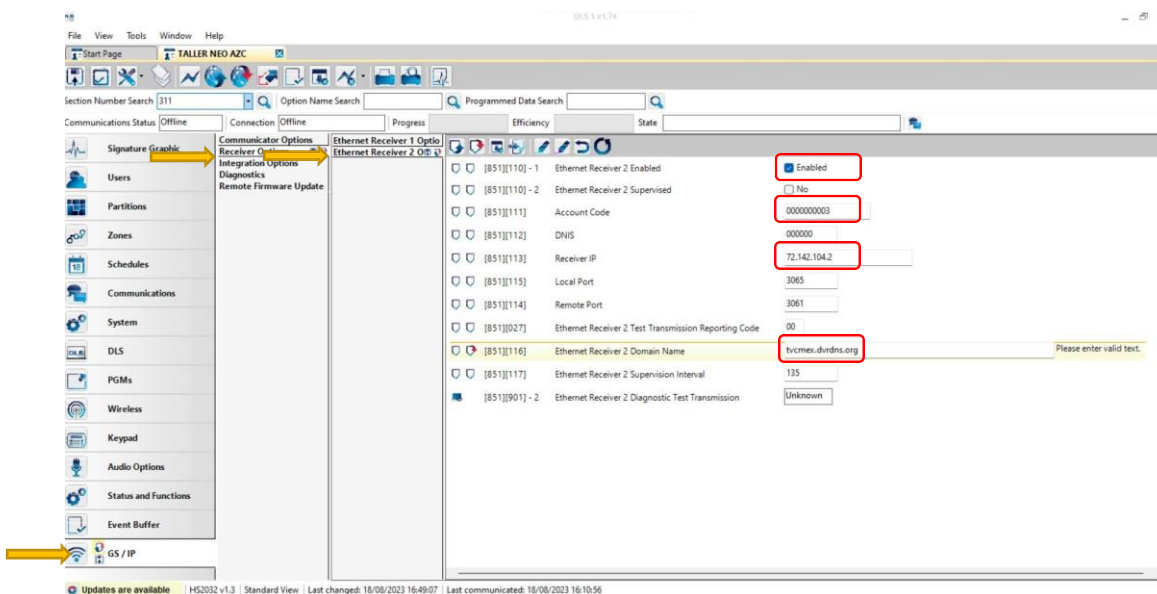 DLS
DLS 5 v1.74
File View Tools Window Help
Start Page TALLER NEO AZC
Section Number Search 311 Option Name Search Programmed Data Search
Communications Status Offline Connection Offline Progress Efficiency State
Signature Graphic
Users
Partitions
Zones
12
Schedules
Communications
System
DLS DLS
PGMs
Wireless
Keypad
Audio Options
Status and Functions
Event Buffer
GS / IP
Communicator Options
Receiver Options
Integration Options
Diagnostics
Remote Firmware Update
Ethernet Receiver 1 Optio
Ethernet Receiver 2 O
[851][110] - 1 Ethernet Receiver 2 Enabled Enabled
[851][110] - 2 Ethernet Receiver 2 Supervised No
[851][111] Account Code 0000000003
[851][112] DNIS 000000
[851][113] Receiver IP 72.142.104.2
[851][115] Local Port 3065
[851][114] Remote Port 3061
[851][027] Ethernet Receiver 2 Test Transmission Reporting Code 00
[851][116] Ethernet Receiver 2 Domain Name tvcmex.dvrdns.org Please enter valid text.
[851][117] Ethernet Receiver 2 Supervision Interval 135
[851][901] - 2 Ethernet Receiver 2 Diagnostic Test Transmission Unknown
Updates are available HS2032 v1.3 Standard View Last changed: 18/08/2023 16:49:07 Last communicated: 18/08/2023 16:10:56